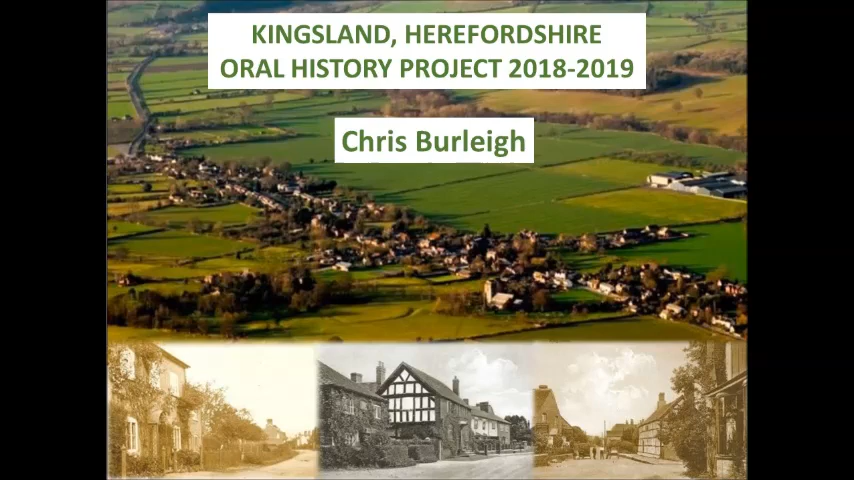 KINGSLAND, HEREFORDSHIRE
ORAL HISTORY PROJECT 2018-2019
Chris Burleigh